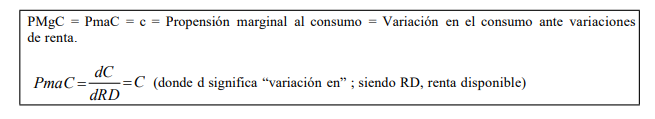 PMgC = PmaC = c = Propensión marginal al consumo = Variación en el consumo ante variaciones
de renta.
PmaC = dC/dRD = C (donde d significa “variación en” ; siendo RD, renta disponible)